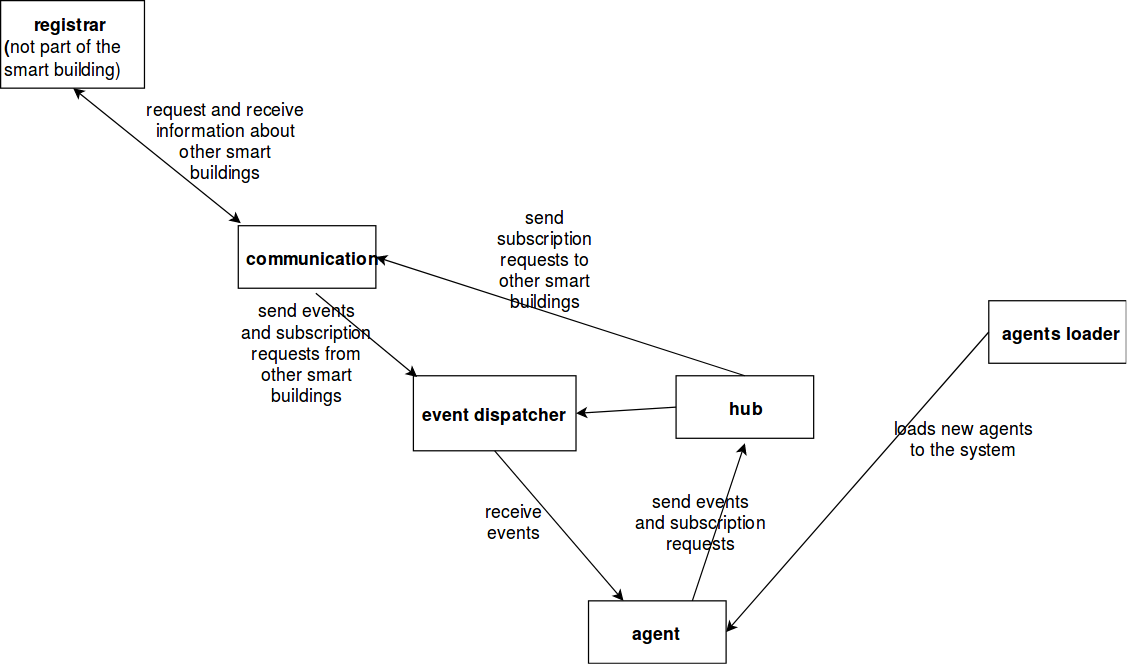 registrar
(not part of the
smart building)
request and receive
information about
other smart
buildings
send
subscription
requests to
other smart
buildings
communication
send events
and subscription
requests from
other smart
buildings
agents loader
event dispatcher
hub
loads new agents
to the system
receive
events
send events
and subscription
requests
agent